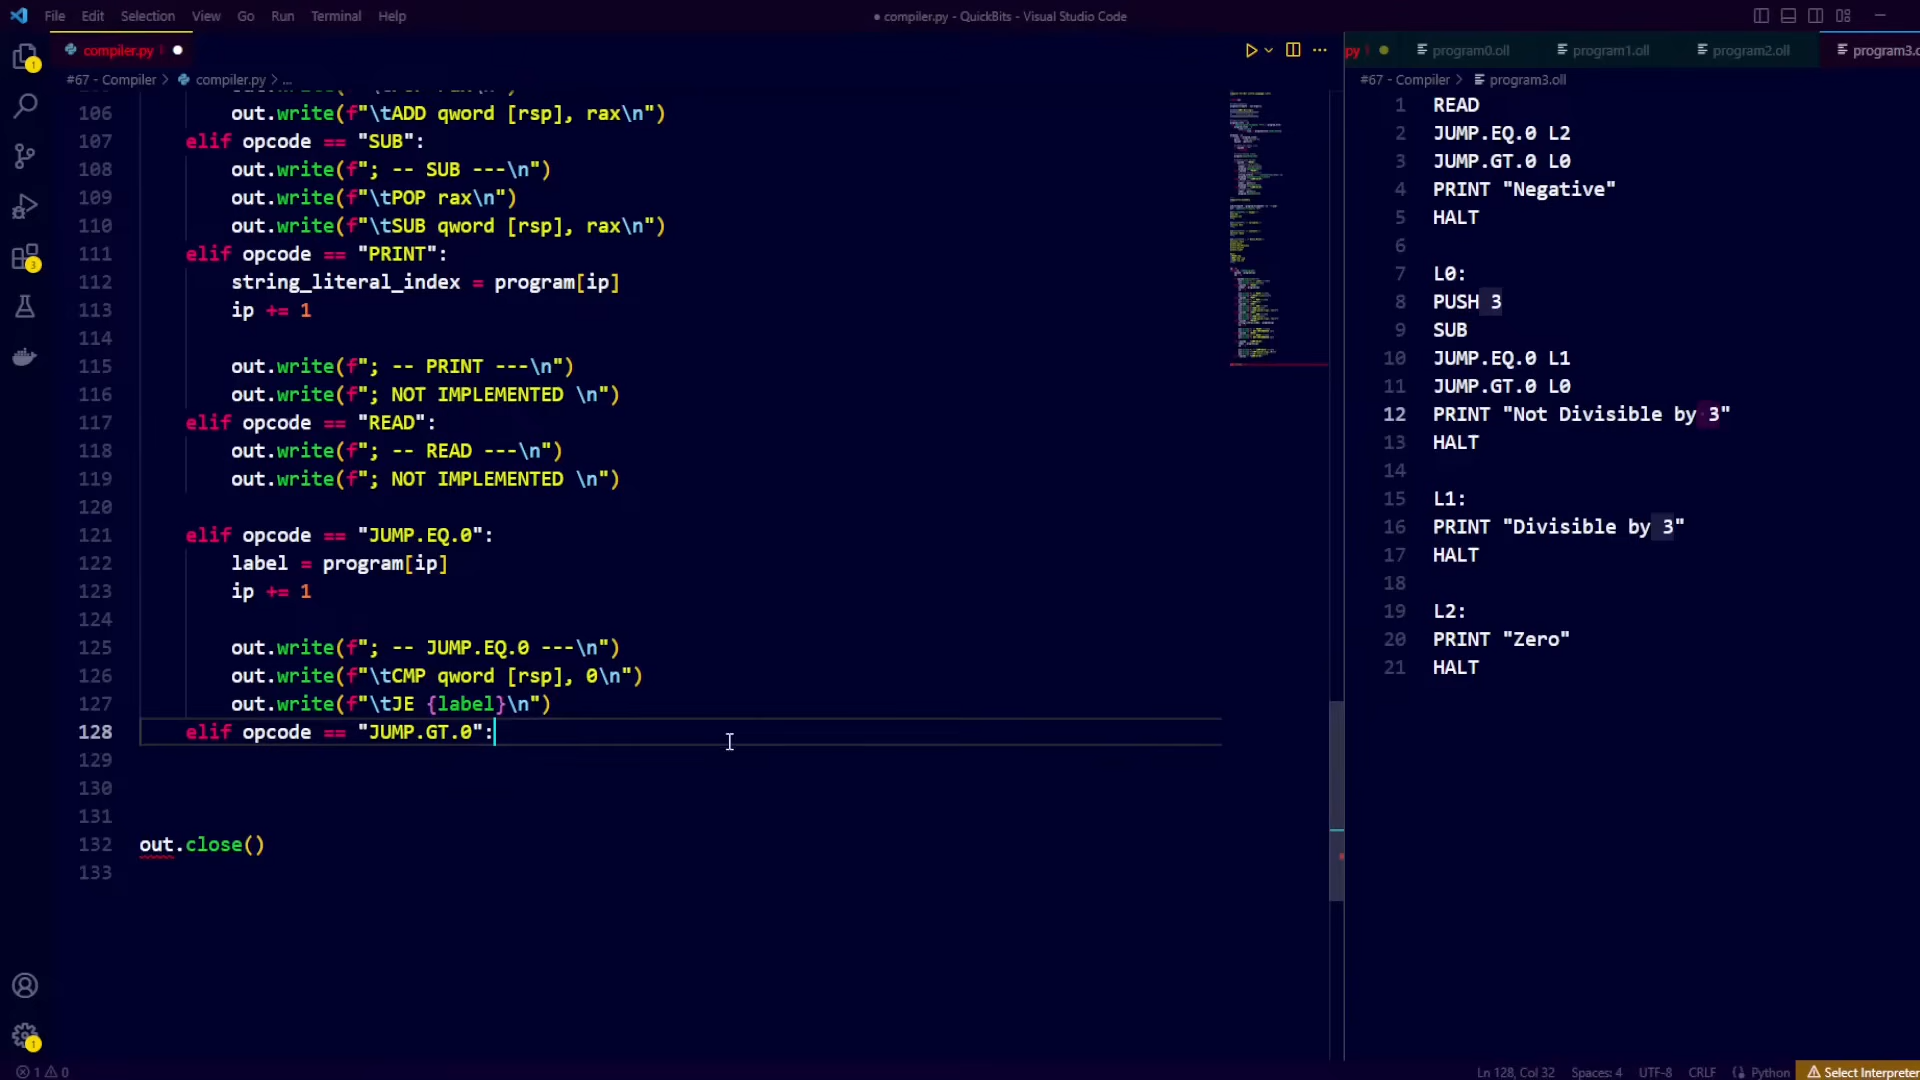 File Edit Selection View Go Run Terminal Help
● compiler.py - QuickBits - Visual Studio Code
compiler.py
#67 - Compiler > compiler.py > ...
106 out.write(f"\tADD qword [rsp], rax\n")
107 elif opcode == "SUB":
108 out.write(f"; -- SUB ---\n")
109 out.write(f"\tPOP rax\n")
110 out.write(f"\tSUB qword [rsp], rax\n")
111 elif opcode == "PRINT":
112 string_literal_index = program[ip]
113 ip += 1
114
115 out.write(f"; -- PRINT ---\n")
116 out.write(f"; NOT IMPLEMENTED \n")
117 elif opcode == "READ":
118 out.write(f"; -- READ ---\n")
119 out.write(f"; NOT IMPLEMENTED \n")
120
121 elif opcode == "JUMP.EQ.0":
122 label = program[ip]
123 ip += 1
124
125 out.write(f"; -- JUMP.EQ.0 ---\n")
126 out.write(f"\tCMP qword [rsp], 0\n")
127 out.write(f"\tJE {label}\n")
128 elif opcode == "JUMP.GT.0":
129
130
131
132 out.close()
133
py program0.oll program1.oll program2.oll program3.o
#67 - Compiler > program3.oll
1 READ
2 JUMP.EQ.0 L2
3 JUMP.GT.0 L0
4 PRINT "Negative"
5 HALT
6
7 L0:
8 PUSH 3
9 SUB
10 JUMP.EQ.0 L1
11 JUMP.GT.0 L0
12 PRINT "Not Divisible by 3"
13 HALT
14
15 L1:
16 PRINT "Divisible by 3"
17 HALT
18
19 L2:
20 PRINT "Zero"
21 HALT
1
3
1
1 0
Ln 128, Col 32 Spaces: 4 UTF-8 CRLF Python Select Interpreter